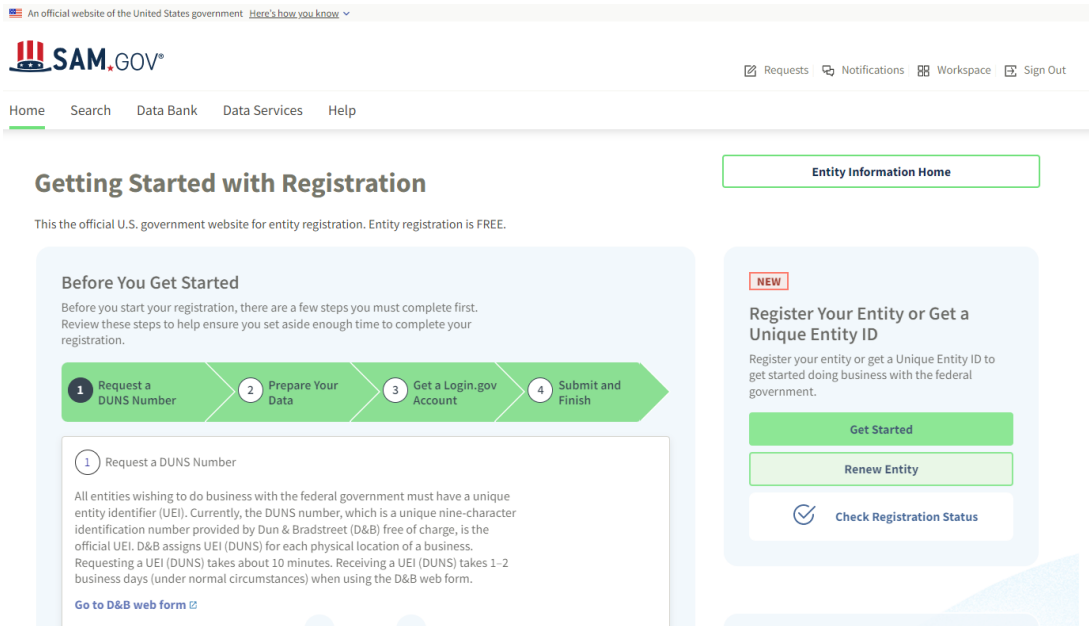 An official website of the United States government Here's how you know
SAM.GOV®
Requests Notifications Workspace Sign Out
Home Search Data Bank Data Services Help
Getting Started with Registration
This the official U.S. government website for entity registration. Entity registration is FREE.
Entity Information Home
Before You Get Started
Before you start your registration, there are a few steps you must complete first.
Review these steps to help ensure you set aside enough time to complete your
registration.
1 Request a
DUNS Number
2 Prepare Your
Data
3 Get a Login.gov
Account
4 Submit and
Finish
1 Request a DUNS Number
All entities wishing to do business with the federal government must have a unique
entity identifier (UEI). Currently, the DUNS number, which is a unique nine-character
identification number provided by Dun & Bradstreet (D&B) free of charge, is the
official UEI. D&B assigns UEI (DUNS) for each physical location of a business.
Requesting a UEI (DUNS) takes about 10 minutes. Receiving a UEI (DUNS) takes 1–2
business days (under normal circumstances) when using the D&B web form.
Go to D&B web form
NEW
Register Your Entity or Get a
Unique Entity ID
Register your entity or get a Unique Entity ID to
get started doing business with the federal
government.
Get Started
Renew Entity
Check Registration Status